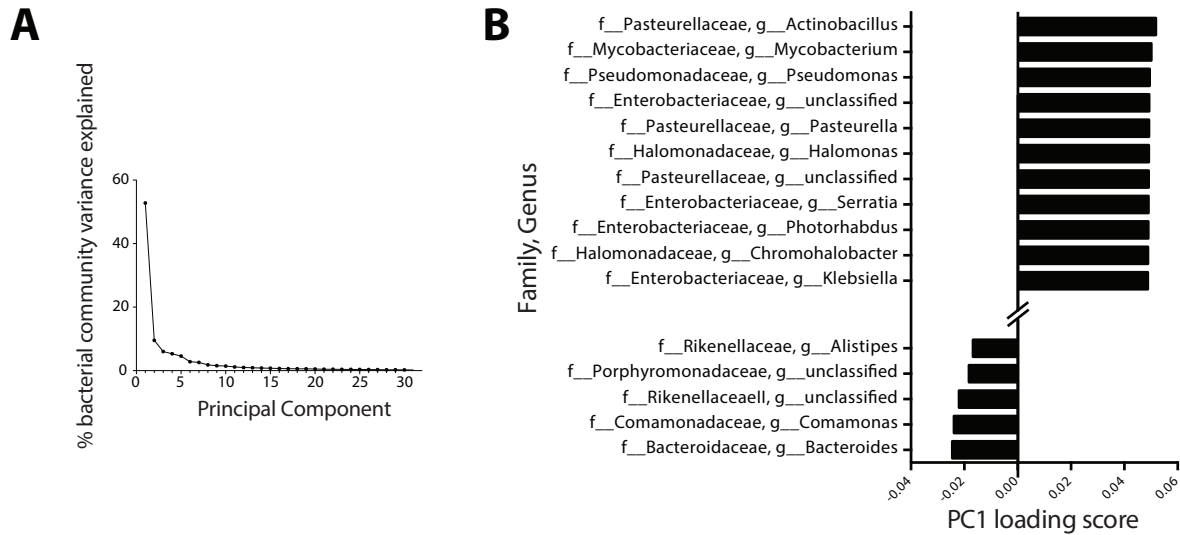 A
% bacterial community variance explained
60
40
20
0
0 5 10 15 20 25 30
Principal Component
B
Family, Genus
f__Pasteurellaceae, g__Actinobacillus
f__Mycobacteriaceae, g__Mycobacterium
f__Pseudomonadaceae, g__Pseudomonas
f__Enterobacteriaceae, g__unclassified
f__Pasteurellaceae, g__Pasteurella
f__Halomonadaceae, g__Halomonas
f__Pasteurellaceae, g__unclassified
f__Enterobacteriaceae, g__Serratia
f__Enterobacteriaceae, g__Photorhabdus
f__Halomonadaceae, g__Chromohalobacter
f__Enterobacteriaceae, g__Klebsiella
f__Rikenellaceae, g__Alistipes
f__Porphyromonadaceae, g__unclassified
f__RikenellaceaeII, g__unclassified
f__Comamonadaceae, g__Comamonas
f__Bacteroidaceae, g__Bacteroides
-0.04 -0.02 0.00 0.02 0.04 0.06
PC1 loading score